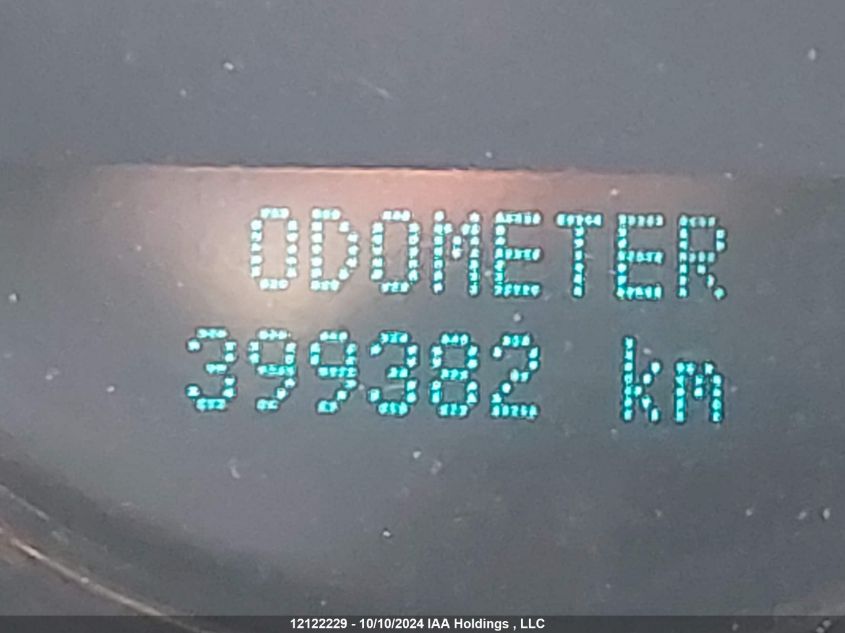 ODOMETER
399382 km
12122229 - 10/10/2024 IAA Holdings , LLC